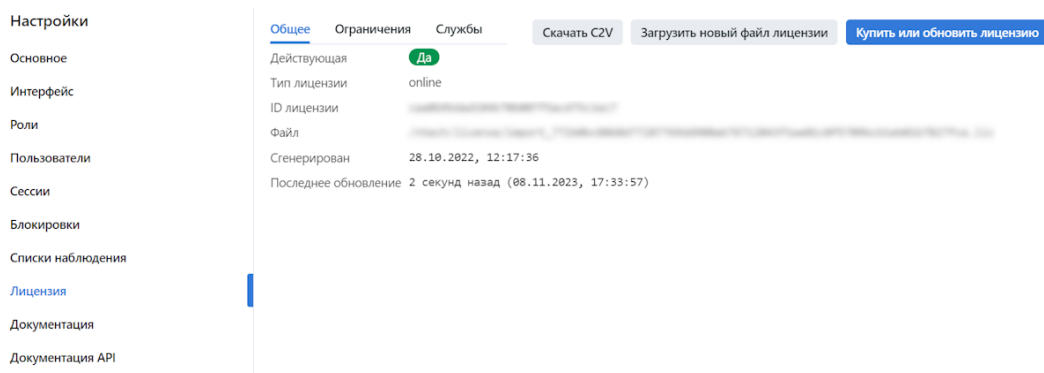 Настройки
Основное
Интерфейс
Роли
Пользователи
Сессии
Блокировки
Списки наблюдения
Лицензия
Документация
Документация API
Общее Ограничения Службы Скачать C2V Загрузить новый файл лицензии Купить или обновить лицензию
Действующая Да
Тип лицензии online
ID лицензии
Файл
Сгенерирован 28.10.2022, 12:17:36
Последнее обновление 2 секунд назад (08.11.2023, 17:33:57)